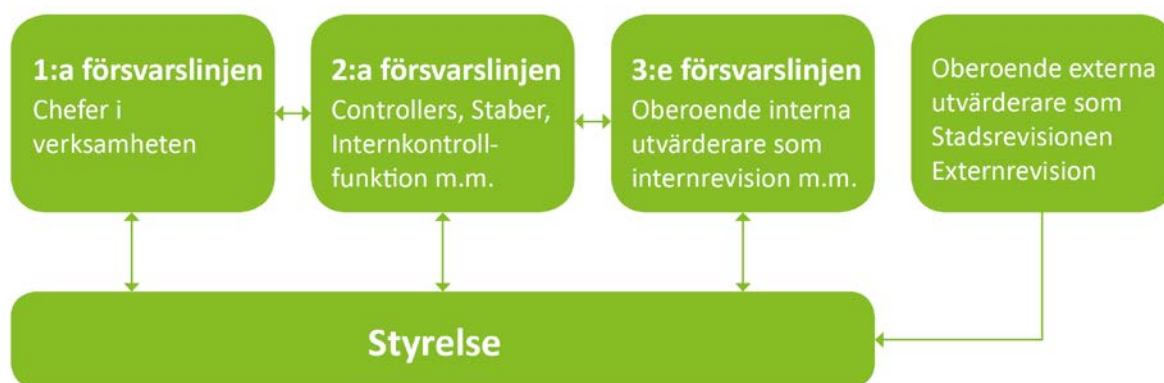 1:a försvarslinjen
Chefer i
verksamheten
2:a försvarslinjen
Controllers, Staber,
Internkontroll-
funktion m.m.
3:e försvarslinjen
Oberoende interna
utvärderare som
internrevision m.m.
Oberoende externa
utvärderare som
Stadsrevisionen
Externrevision
Styrelse